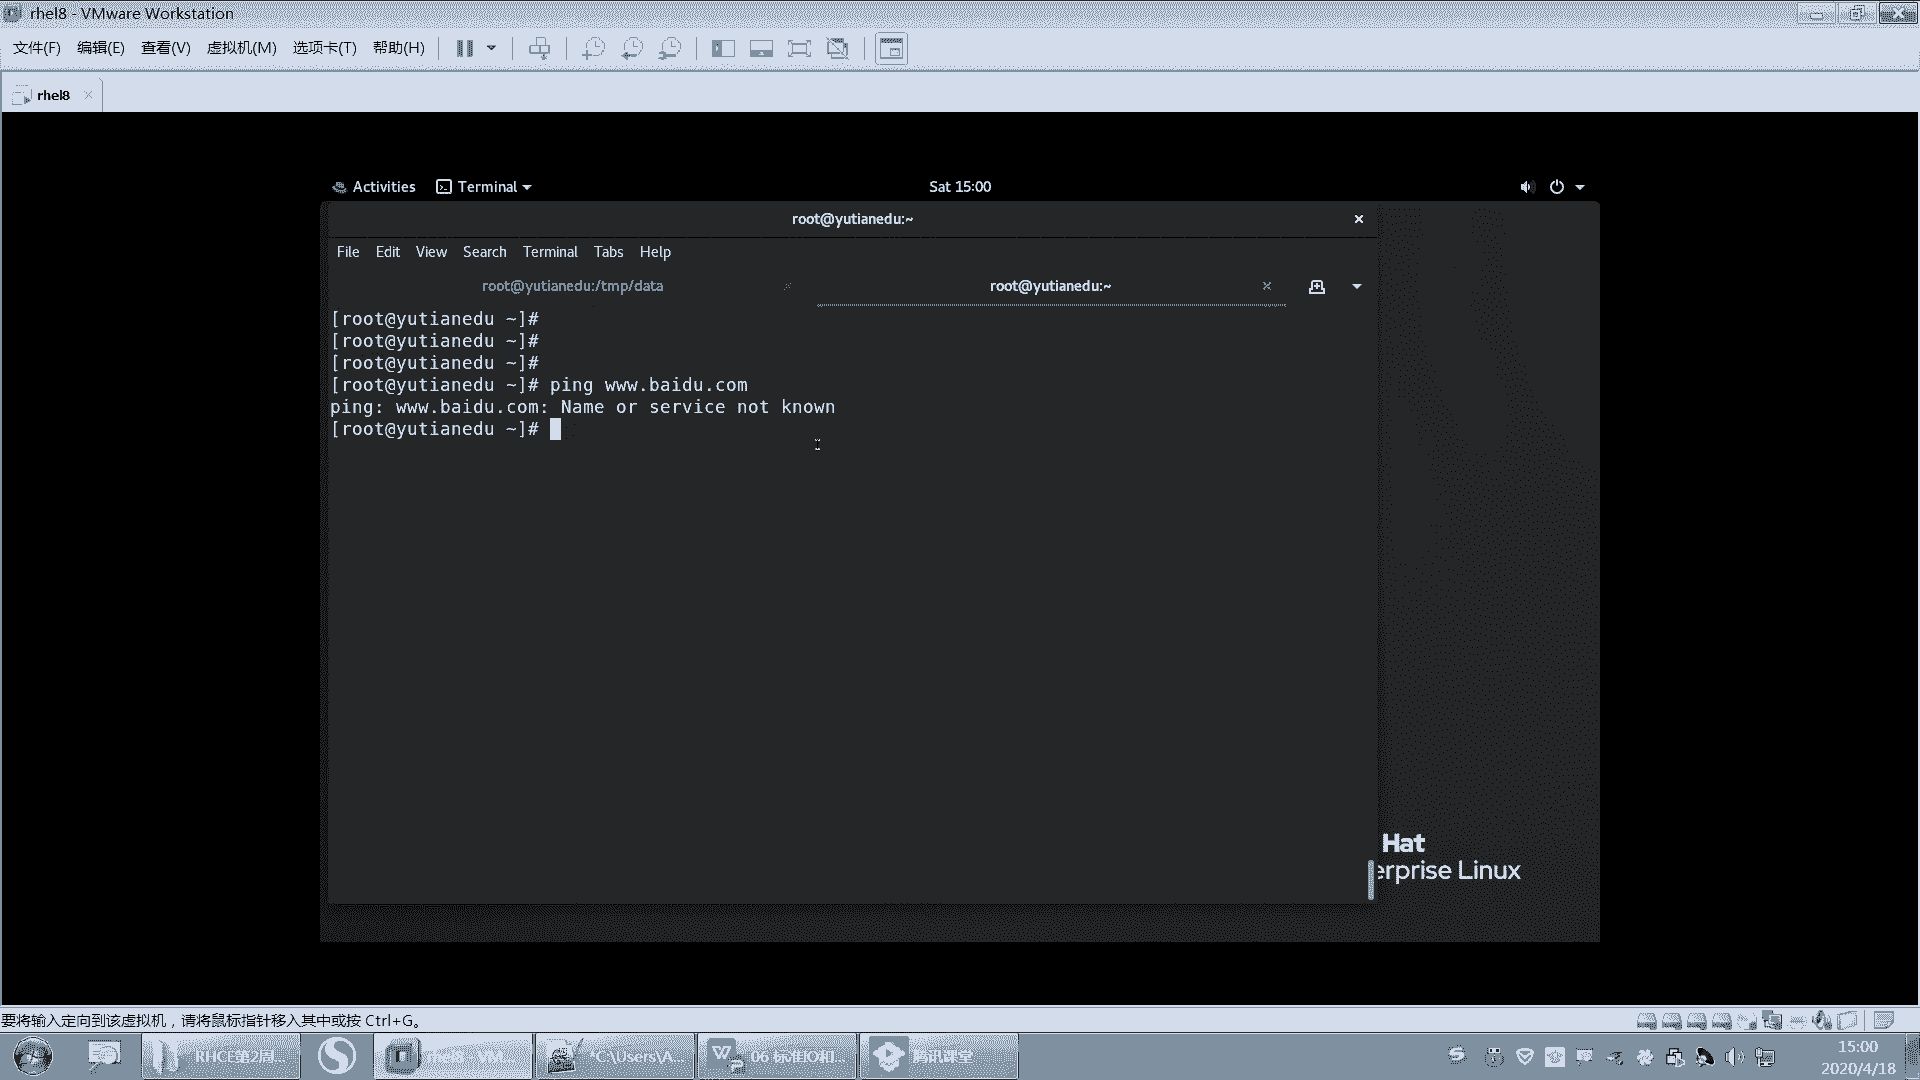 rhel8 - VMware Workstation
文件(F) 编辑(E) 查看(V) 虚拟机(M) 选项卡(T) 帮助(H)
rhel8
Activities Terminal Sat 15:00
root@yutianedu:~
File Edit View Search Terminal Tabs Help
root@yutianedu:/tmp/data root@yutianedu:~
[root@yutianedu ~]#
[root@yutianedu ~]#
[root@yutianedu ~]#
[root@yutianedu ~]# ping www.baidu.com
ping: www.baidu.com: Name or service not known
[root@yutianedu ~]#
Hat
erprise Linux
要将输入定向到该虚拟机，请将鼠标指针移入其中或按 Ctrl+G。
RHCE第2周... rhel8 - VM... *C:\Users\A... 06 标准IO和... 腾讯课堂
15:00
2020/4/18